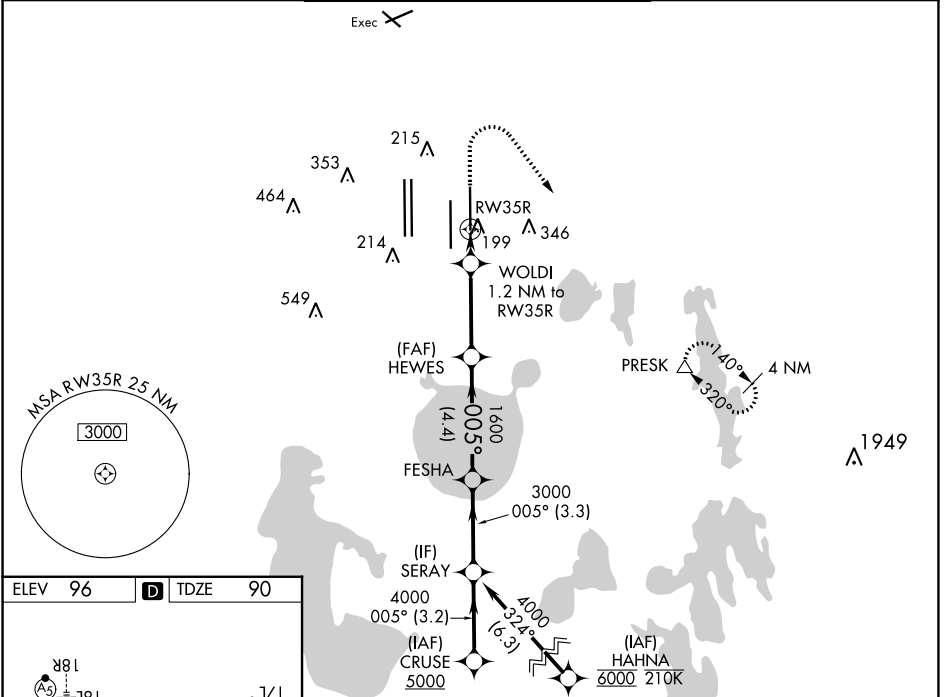 Exec
215
353
464
RW35R
346
199
214
WOLDI
1.2 NM to
RW35R
549
(FAF)
HEWES
PRESK
140°
4 NM
320°
MSA RW35R 25 NM
3000
1600
005°
(4.4)
1949
FESHA
3000
005° (3.3)
(IF)
SERAY
4000
005° (3.2)
4000
324°
(6.3)
(IAF)
CRUSE
5000
(IAF)
HAHNA
6000 210K
ELEV 96 D TDZE 90
18R
A5